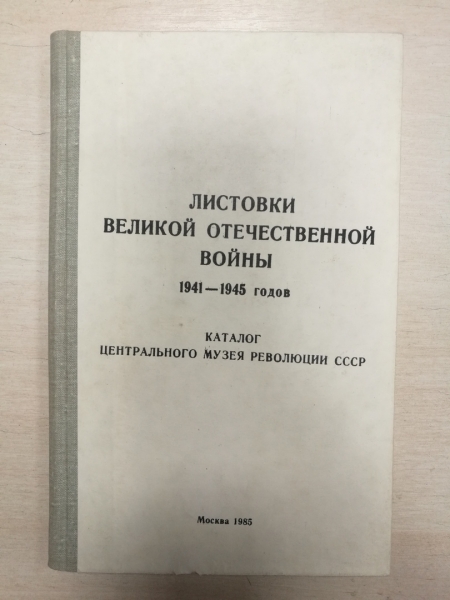 ЛИСТОВКИ
ВЕЛИКОЙ ОТЕЧЕСТВЕННОЙ
ВОЙНЫ
1941—1945 годов
КАТАЛОГ
ЦЕНТРАЛЬНОГО МУЗЕЯ РЕВОЛЮЦИИ СССР
Москва 1985